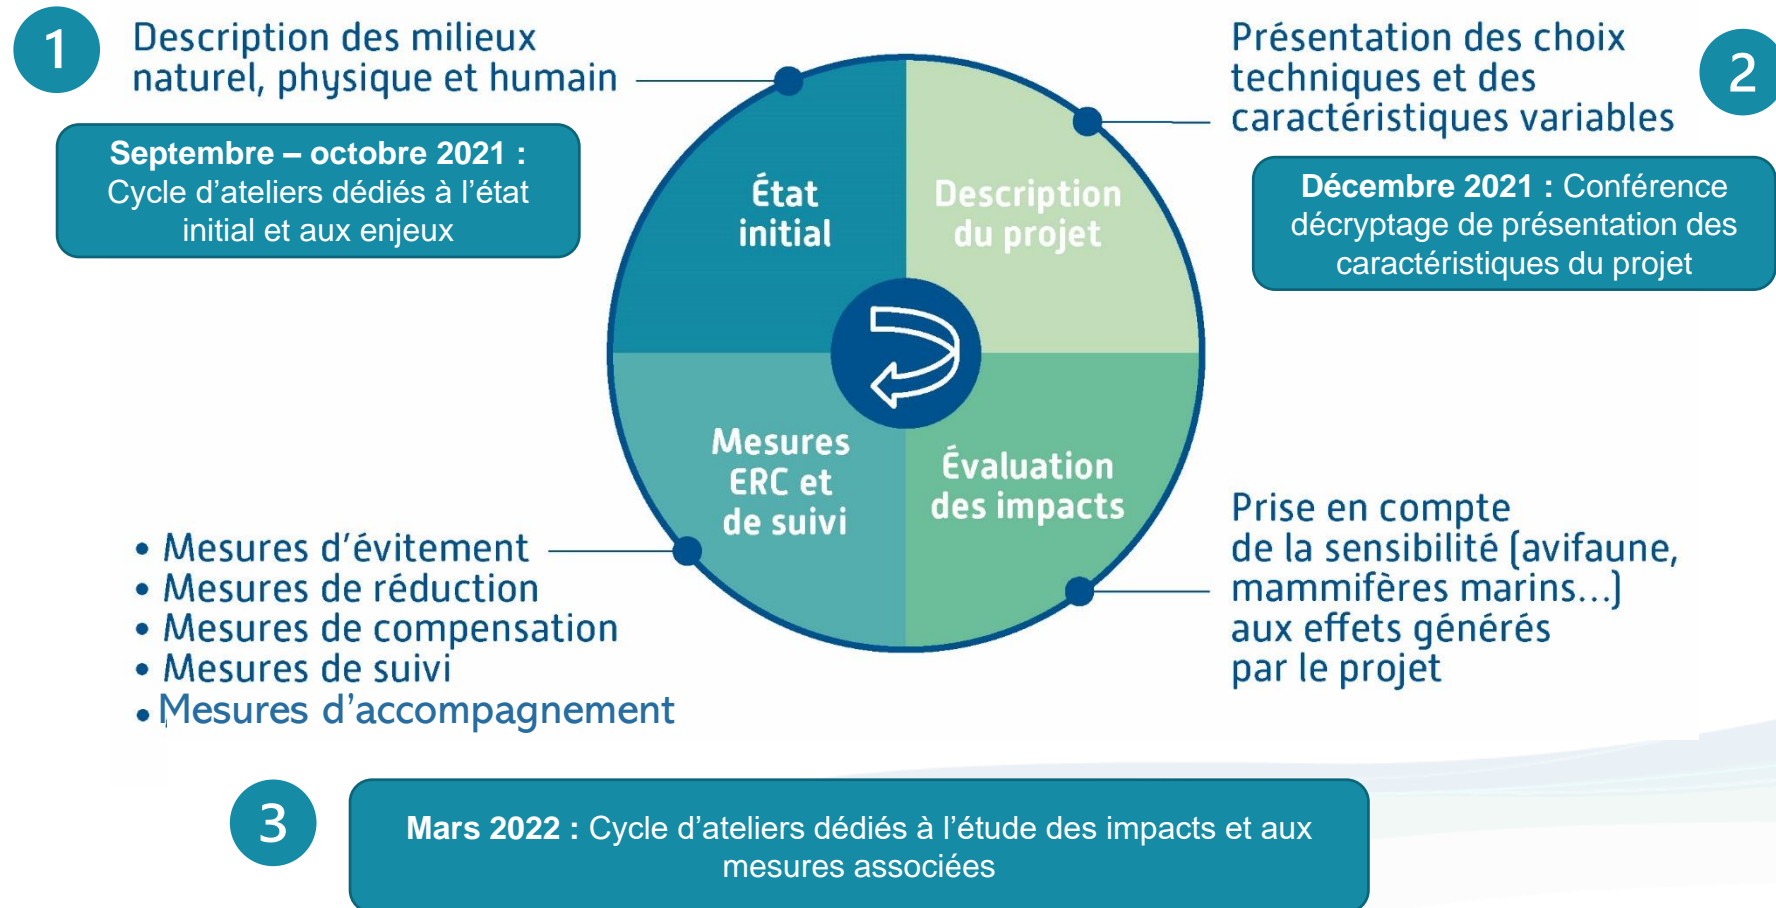 1
Description des milieux
naturel, physique et humain
Septembre – octobre 2021 :
Cycle d'ateliers dédiés à l'état
initial et aux enjeux
Présentation des choix
techniques et des
caractéristiques variables
2
Décembre 2021 : Conférence
décryptage de présentation des
caractéristiques du projet
État
initial
Description
du projet
Mesures
ERC et
de suivi
Évaluation
des impacts
• Mesures d'évitement
• Mesures de réduction
• Mesures de compensation
• Mesures de suivi
• Mesures d'accompagnement
Prise en compte
de la sensibilité (avifaune,
mammifères marins...)
aux effets générés
par le projet
3
Mars 2022 : Cycle d'ateliers dédiés à l'étude des impacts et aux
mesures associées